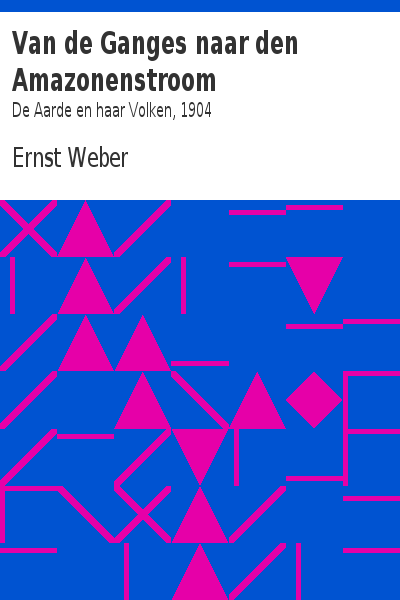 Van de Ganges naar den
Amazonenstroom
De Aarde en haar Volken, 1904
Ernst Weber